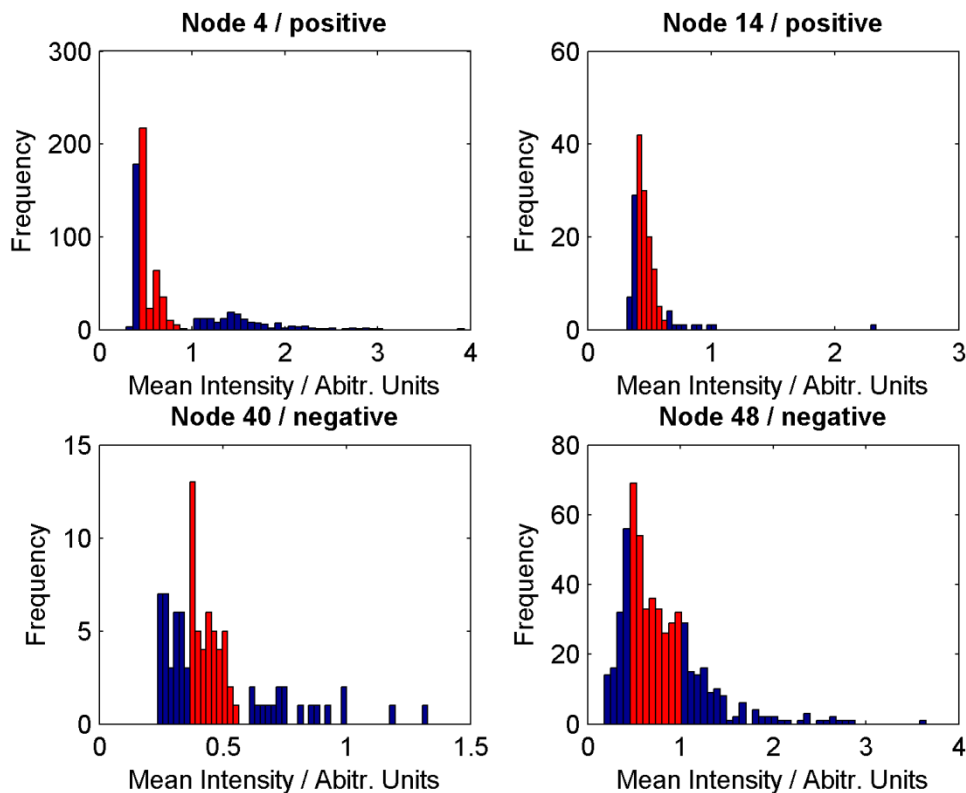 Node 4 / positive
300
200
100
0
Frequency
0 1 2 3 4
Mean Intensity / Abitr. Units
Node 14 / positive
60
40
20
0
Frequency
0 1 2 3
Mean Intensity / Abitr. Units
Node 40 / negative
15
10
5
0
Frequency
0 0.5 1 1.5
Mean Intensity / Abitr. Units
Node 48 / negative
80
60
40
20
0
Frequency
0 1 2 3 4
Mean Intensity / Abitr. Units